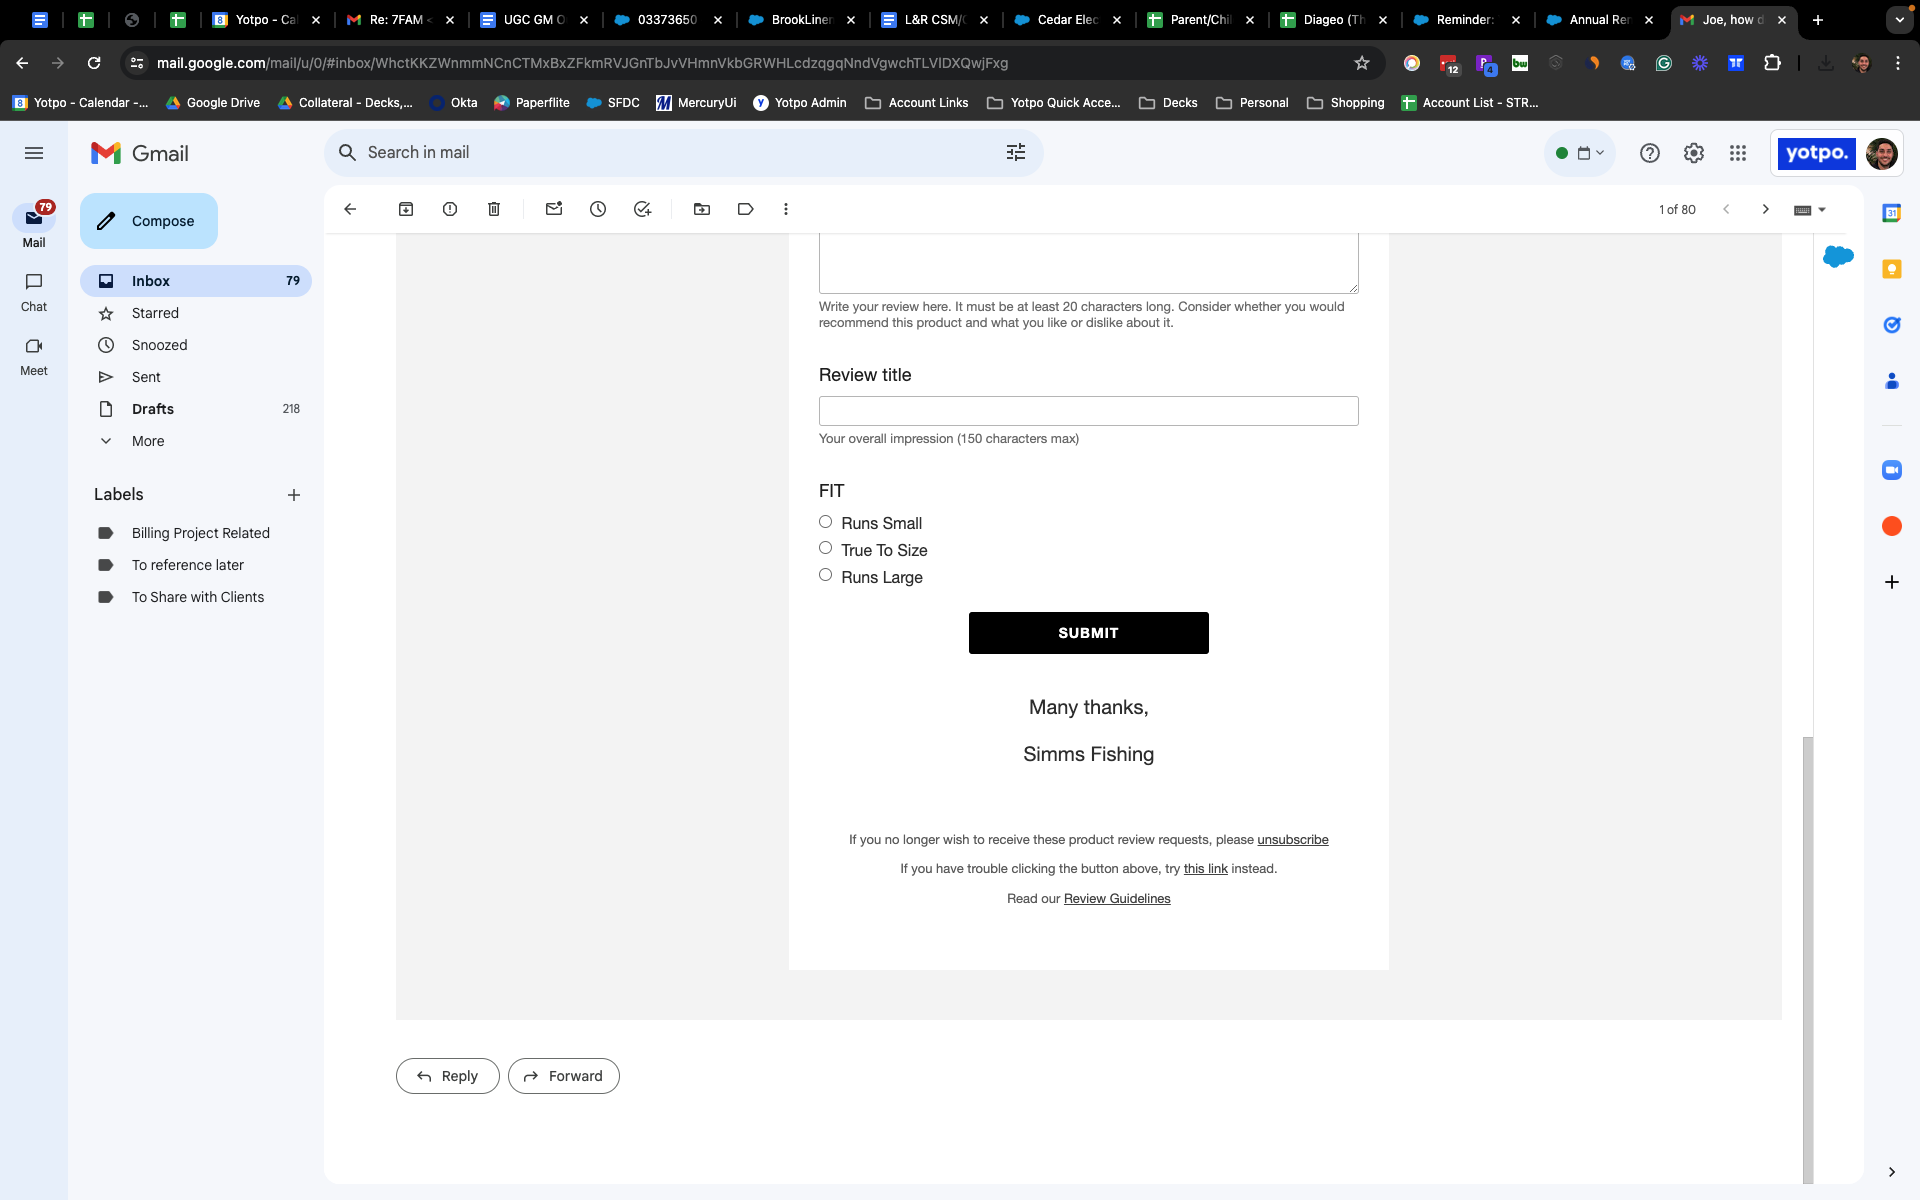 Yotpo - Cal
Re: 7FAM
UGC GM O
03373650
BrookLinen
L&R CSM/
Cedar Elec
Parent/Chil
Diageo (Th
Reminder:
Annual Re
Joe, how d
mail.google.com/mail/u/0/#inbox/WhctKKZWnmmNCnCTMxBxZFkmRVJGnTbJvVHmnVkbGRWHLcdzqgqNndVgwchTLVlDXQwjFxg
12
4
bw
Yotpo - Calendar -...
Google Drive
Collateral - Decks,...
Okta
Paperflite
SFDC
MercuryUi
Yotpo Admin
Account Links
Yotpo Quick Acce...
Decks
Personal
Shopping
Account List - STR...
Gmail
Search in mail
yotpo.
79
Mail
Chat
Meet
Compose
Inbox 79
Starred
Snoozed
Sent
Drafts 218
More
Labels
Billing Project Related
To reference later
To Share with Clients
1 of 80
31
Write your review here. It must be at least 20 characters long. Consider whether you would
recommend this product and what you like or dislike about it.
Review title
Your overall impression (150 characters max)
FIT
Runs Small
True To Size
Runs Large
SUBMIT
Many thanks,
Simms Fishing
If you no longer wish to receive these product review requests, please unsubscribe
If you have trouble clicking the button above, try this link instead.
Read our Review Guidelines
Reply
Forward